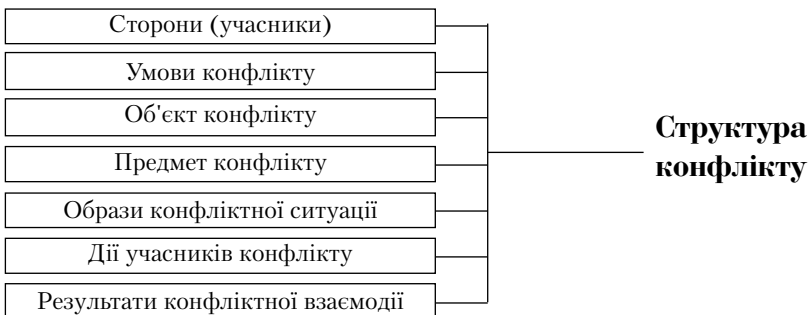 Сторони (учасники)
Умови конфлікту
Об'єкт конфлікту
Предмет конфлікту
Образи конфліктної ситуації
Дії учасників конфлікту
Результати конфліктної взаємодії
Структура
конфлікту